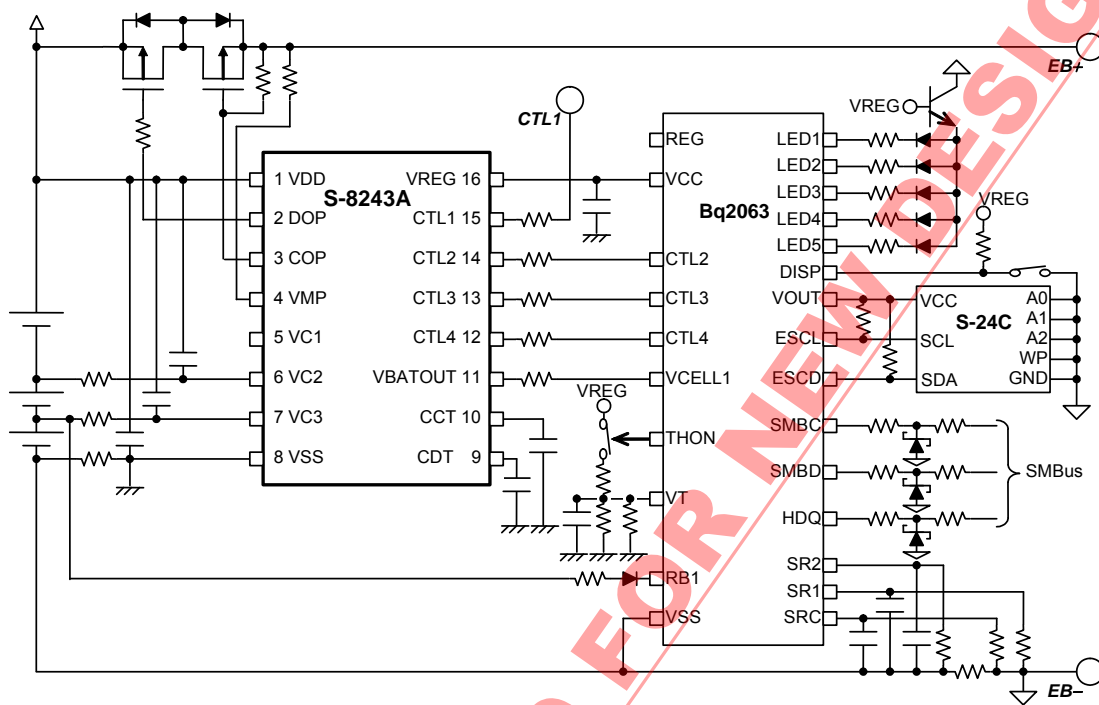 EB+
CTL1
VREG
S-8243A
1 VDD
2 DOP
3 COP
4 VMP
5 VC1
6 VC2
7 VC3
8 VSS
VREG 16
CTL1 15
CTL2 14
CTL3 13
CTL4 12
VBATOUT 11
CCT 10
CDT 9
VREG
Bq2063
REG
VCC
CTL2
CTL3
CTL4
VCELL1
THON
VT
RB1
VSS
LED1
LED2
LED3
LED4
LED5
DISP
VOUT
ESCL
ESCD
SMBC
SMBD
HDQ
SR2
SR1
SRC
VREG
S-24C
VCC
SCL
SDA
A0
A1
A2
WP
GND
SMBus
EB−
FOR NEW DESIG